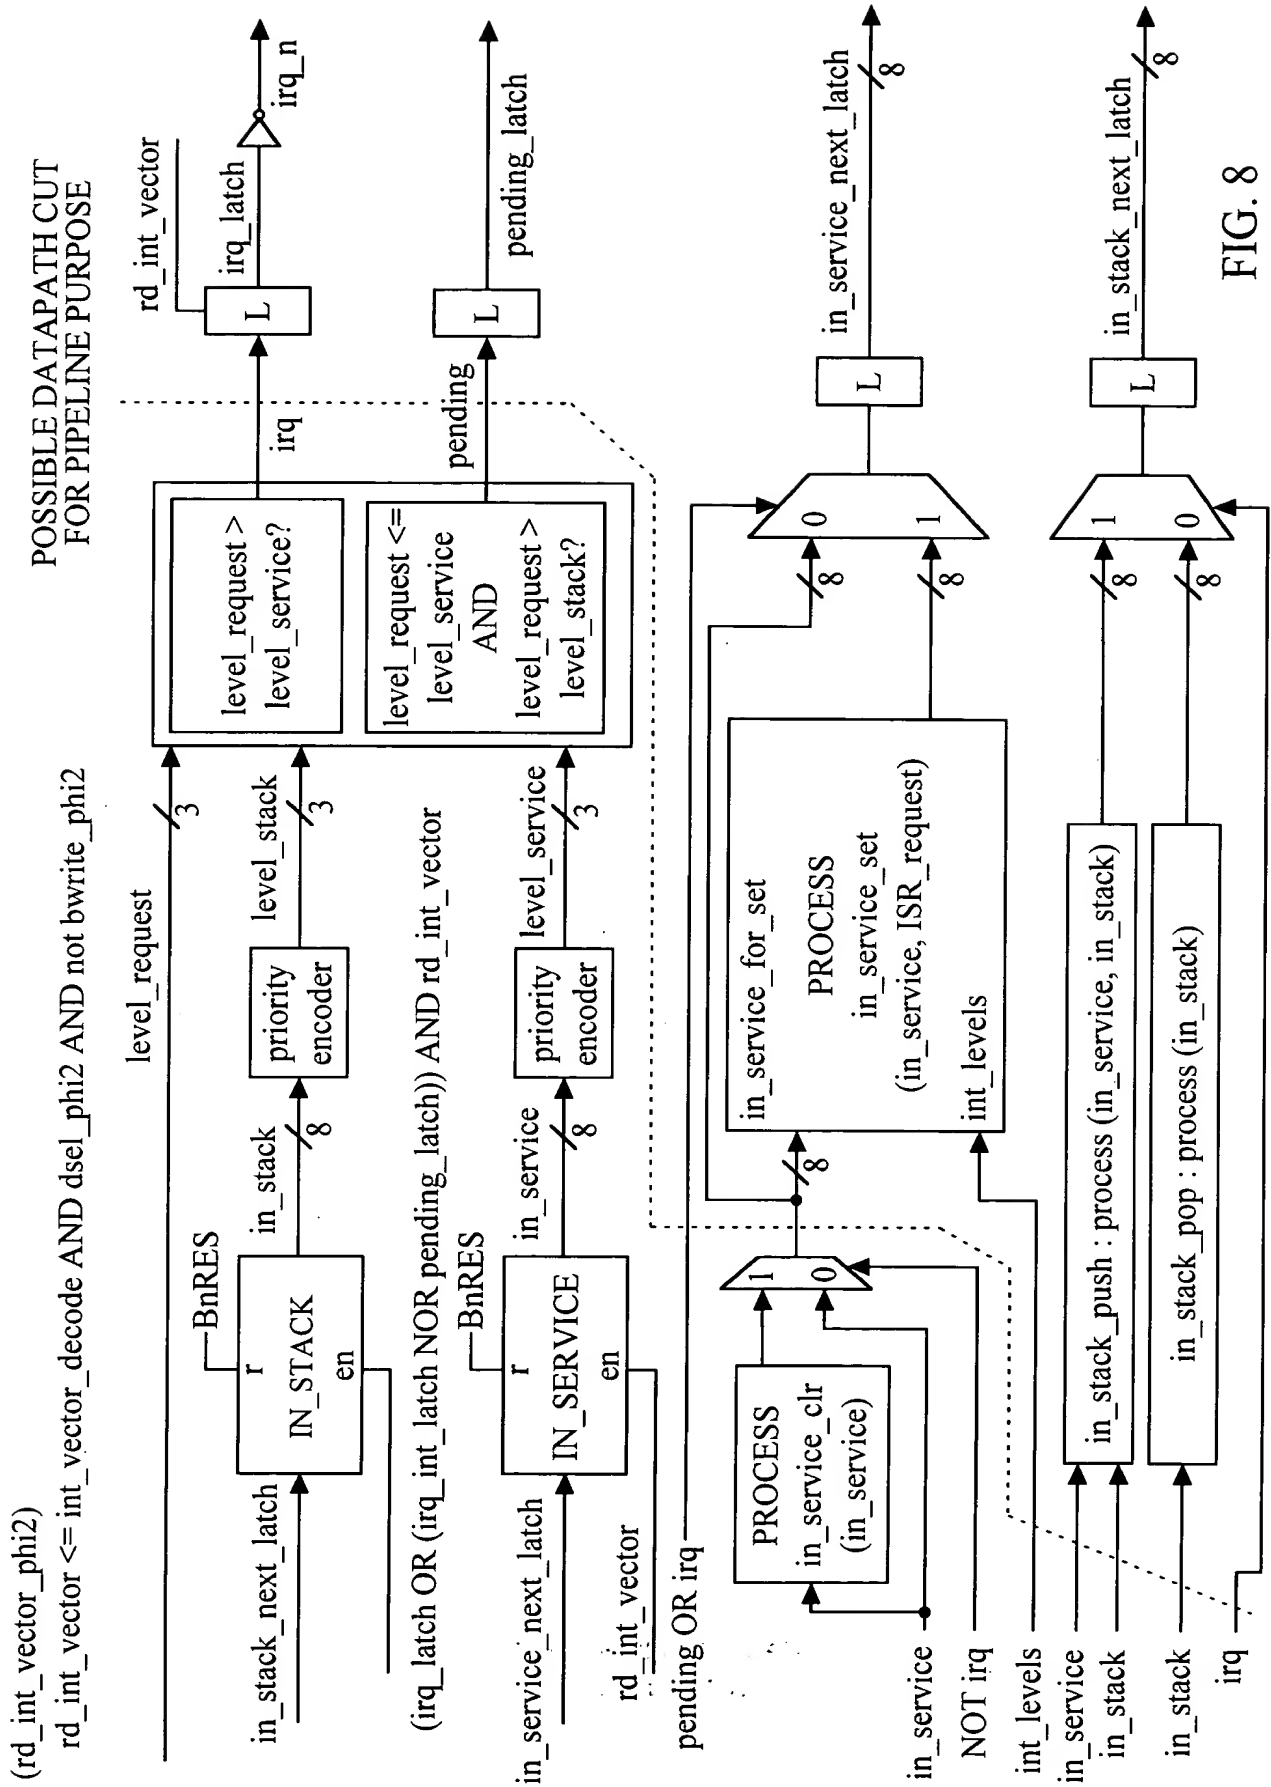 (rd_int_vector_phi2)
rd_int_vector <= int_vector_decode AND dsel_phi2 AND not bwrite_phi2
POSSIBLE DATAPATH CUT
FOR PIPELINE PURPOSE
level_request
3
in_stack_next_latch
BnRES
r
IN_STACK
en
in_stack
8
priority
encoder
level_stack
3
level_request >
level_service?
irq
rd_int_vector
L
irq_latch
irq_n
(irq_latch OR (irq_int_latch NOR pending_latch)) AND rd_int_vector
in_service_next_latch
rd_int_vector
BnRES
r
IN_SERVICE
en
in_service
8
priority
encoder
level_service
3
level_request <=
level_service
AND
level_request >
level_stack?
pending
L
pending_latch
pending OR irq
PROCESS
in_service_clr
(in_service)
1
0
in_service
NOT irq
int_levels
8
in_service_for_set
PROCESS
in_service_set
(in_service, ISR_request)
int_levels
8
8
0
1
L
in_service_next_latch
8
in_service
in_stack
in_stack_push : process (in_service, in_stack)
8
in_stack
in_stack_pop : process (in_stack)
8
irq
1
0
L
in_stack_next_latch
8
FIG. 8